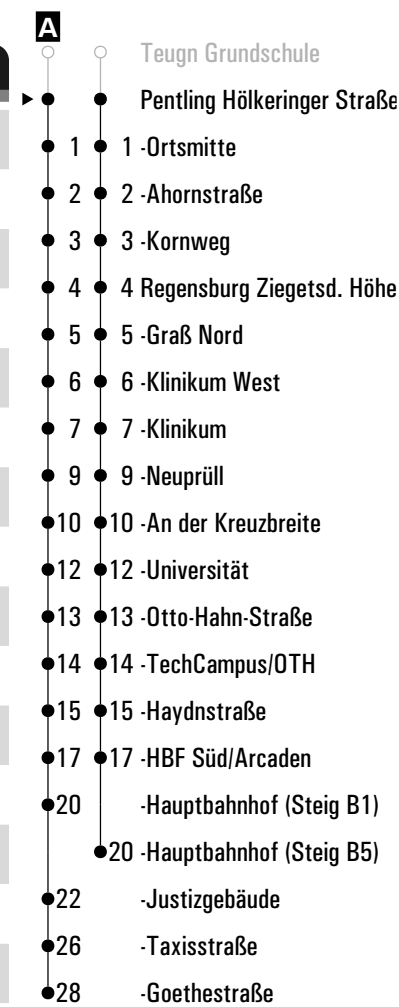 A
Teugn Grundschule
Pentling Hölkeringer Straße
1 1 -Ortsmitte
2 2 -Ahornstraße
3 3 -Kornweg
4 4 Regensburg Ziegetsd. Höhe
5 5 -Graß Nord
6 6 -Klinikum West
7 7 -Klinikum
9 9 -Neuprüll
10 10 -An der Kreuzbreite
12 12 -Universität
13 13 -Otto-Hahn-Straße
14 14 -TechCampus/OTH
15 15 -Haydnstraße
17 17 -HBF Süd/Arcaden
20 -Hauptbahnhof (Steig B1)
20 -Hauptbahnhof (Steig B5)
22 -Justizgebäude
26 -Taxisstraße
28 -Goethestraße